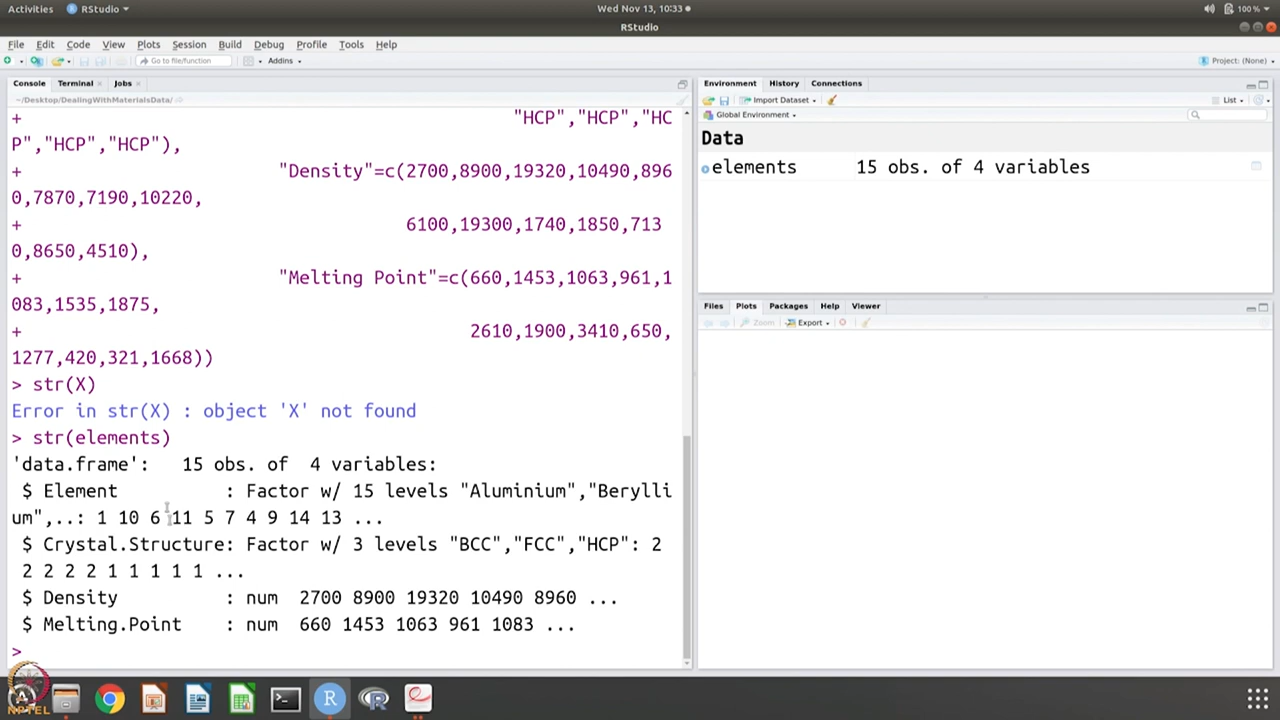 Activities
RStudio
Wed Nov 13, 10:33
100 %
RStudio
File Edit Code View Plots Session Build Debug Profile Tools Help
Go to file/function
Addins
Project: (None)
Console Terminal Jobs
~/Desktop/DealingWithMaterialsData/
+ "HCP","HCP","HC
P","HCP","HCP"),
+ "Density"=c(2700,8900,19320,10490,896
0,7870,7190,10220,
+ 6100,19300,1740,1850,713
0,8650,4510),
+ "Melting Point"=c(660,1453,1063,961,1
083,1535,1875,
+ 2610,1900,3410,650,
1277,420,321,1668))
> str(X)
Error in str(X) : object 'X' not found
> str(elements)
'data.frame': 15 obs. of 4 variables:
$ Element : Factor w/ 15 levels "Aluminium","Berylli
um",..: 1 10 6 11 5 7 4 9 14 13 ...
$ Crystal.Structure: Factor w/ 3 levels "BCC","FCC","HCP": 2
2 2 2 2 1 1 1 1 1 ...
$ Density : num 2700 8900 19320 10490 8960 ...
$ Melting.Point : num 660 1453 1063 961 1083 ...
>
Environment History Connections
Import Dataset
List
Global Environment
Data
elements 15 obs. of 4 variables
Files Plots Packages Help Viewer
Zoom Export
NPTEL